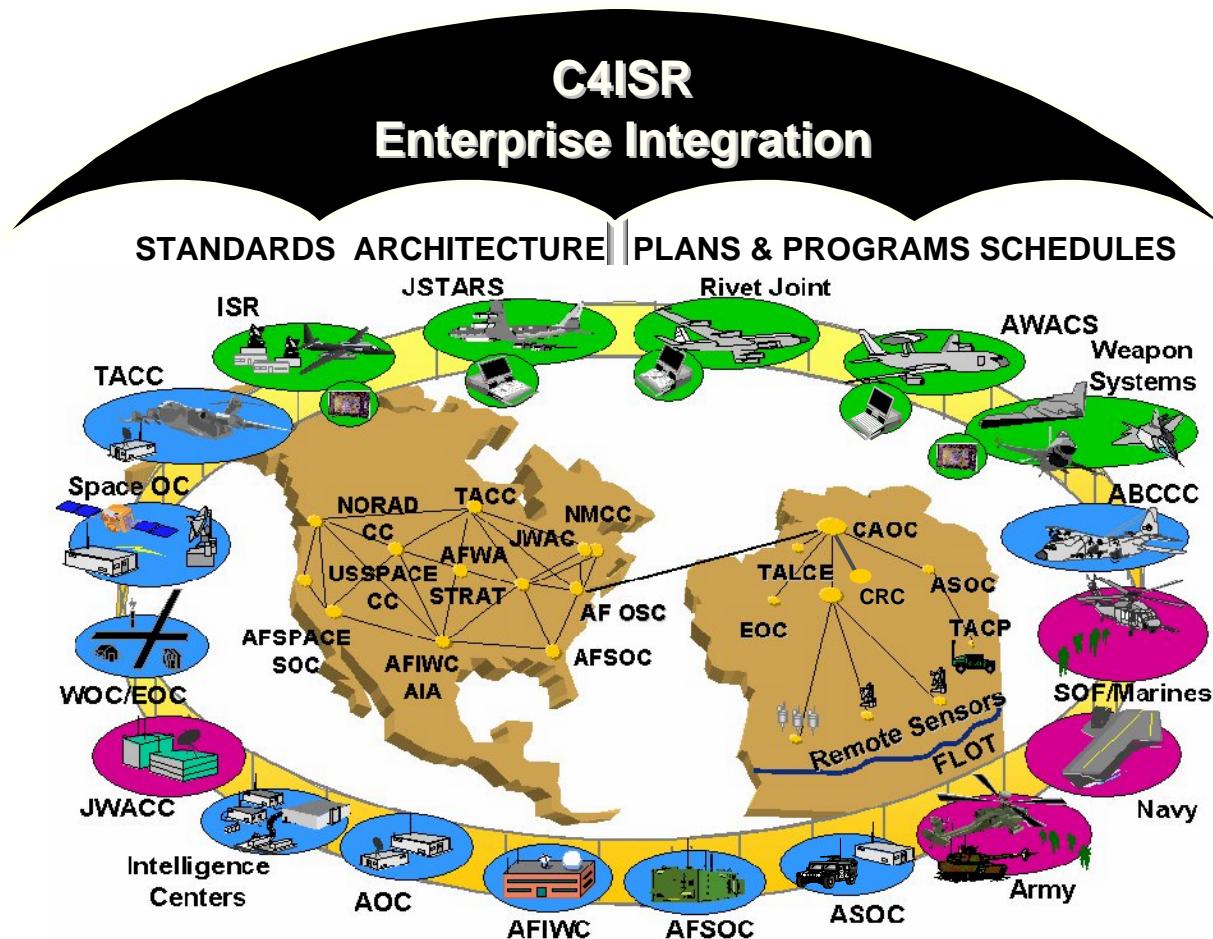 C4ISR
Enterprise Integration
STANDARDS ARCHITECTURE PLANS & PROGRAMS SCHEDULES
JSTARS
Rivet Joint
ISR
AWACS
Weapon
Systems
TACC
Space OC
ABCCC
NORAD
CC
TACC
NMCC
JWAC
CAOC
AFWA
USSPACE
CC
STRAT
TALCE
CRC
ASOC
AF OSC
EOC
TACP
AFSPACE
SOC
AFIWC
AIA
AFSOC
WOC/EOC
SOF/Marines
Remote Sensors
FLOT
JWACC
Navy
Intelligence
Centers
AOC
AFIWC
AFSOC
ASOC
Army